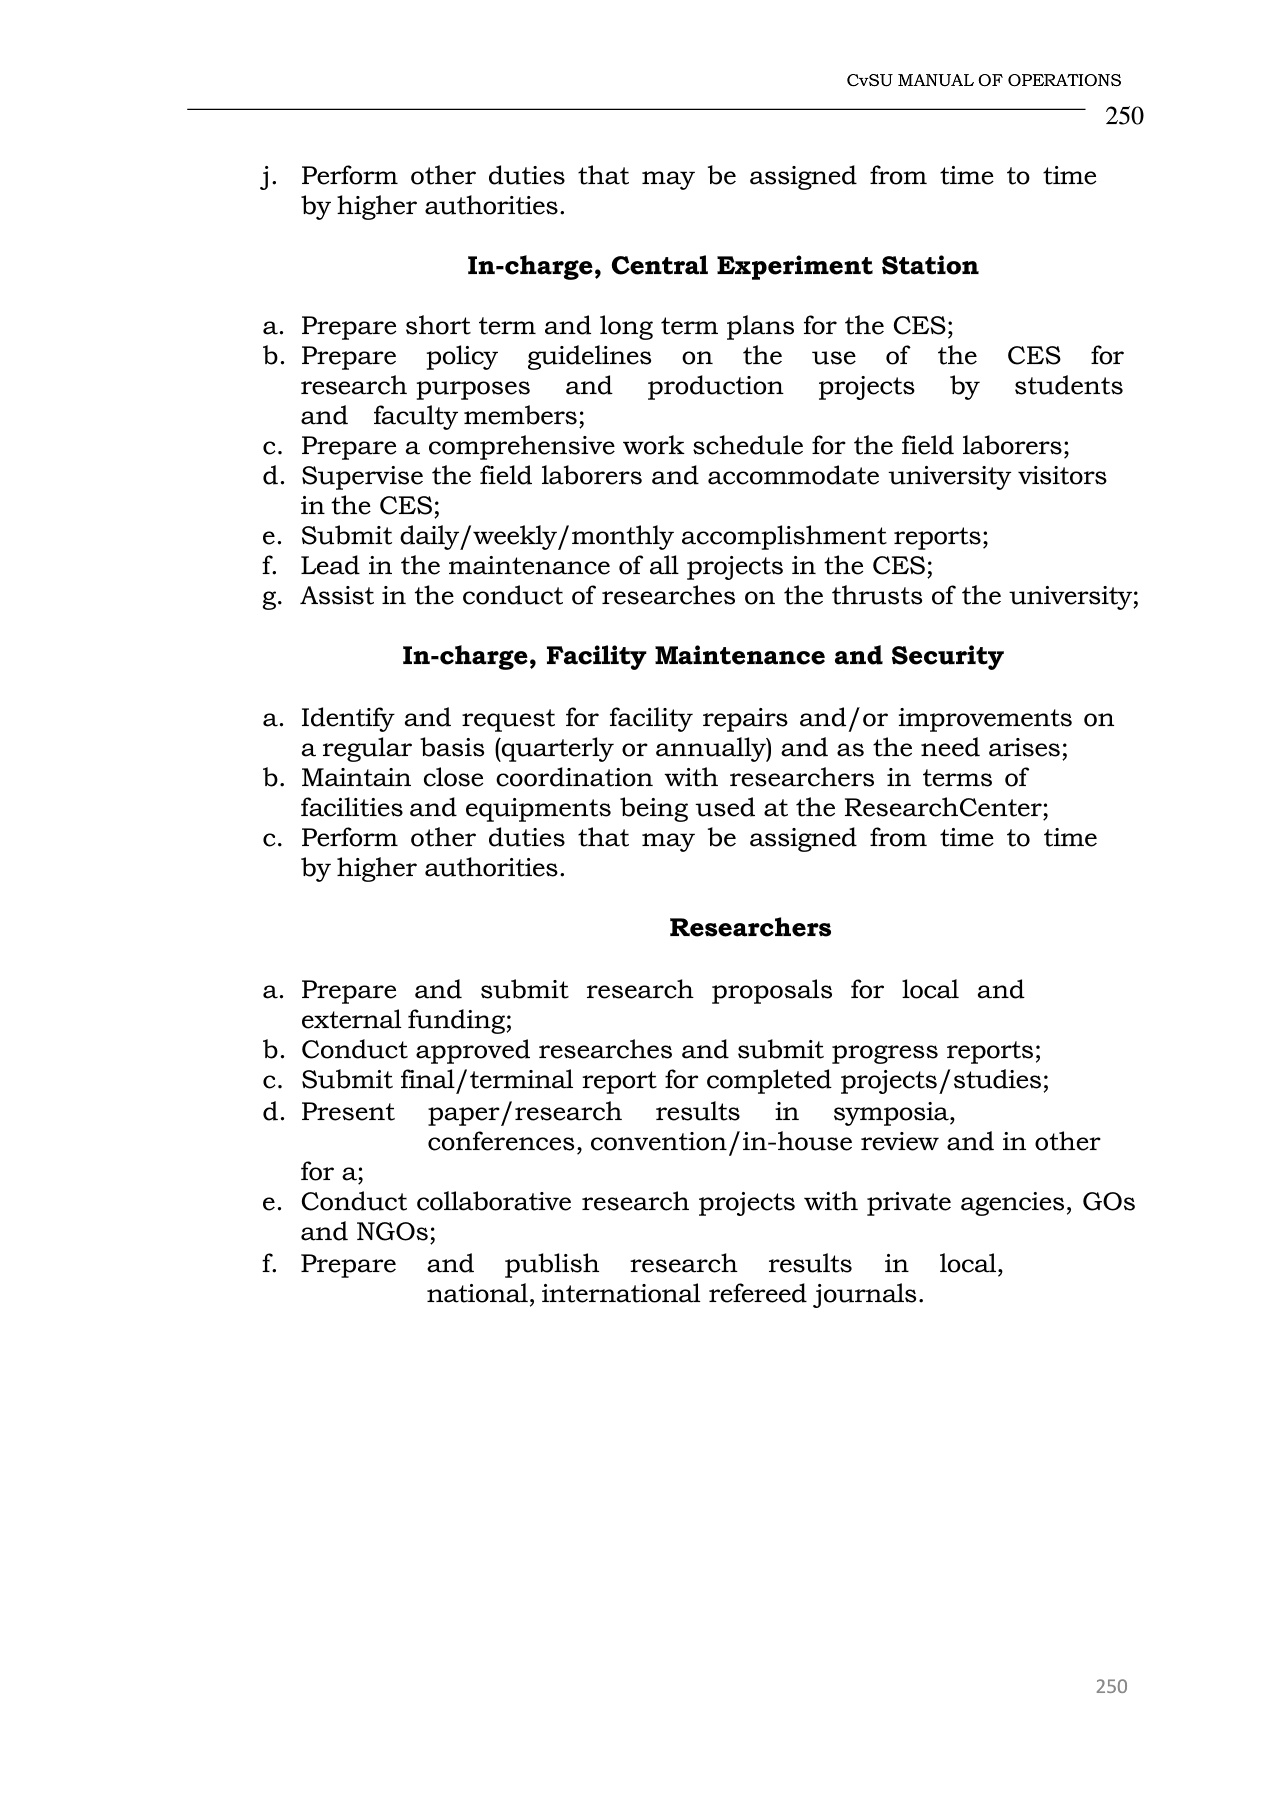 CvSU MANUAL OF OPERATIONS
250
j. Perform other duties that may be assigned from time to time
by higher authorities.
In-charge, Central Experiment Station
a. Prepare short term and long term plans for the CES;
b. Prepare policy guidelines on the use of the CES for
research purposes and production projects by students
and faculty members;
c. Prepare a comprehensive work schedule for the field laborers;
d. Supervise the field laborers and accommodate university visitors
in the CES;
e. Submit daily/weekly/monthly accomplishment reports;
f. Lead in the maintenance of all projects in the CES;
g. Assist in the conduct of researches on the thrusts of the university;
In-charge, Facility Maintenance and Security
a. Identify and request for facility repairs and/or improvements on
a regular basis (quarterly or annually) and as the need arises;
b. Maintain close coordination with researchers in terms of
facilities and equipments being used at the ResearchCenter;
c. Perform other duties that may be assigned from time to time
by higher authorities.
Researchers
a. Prepare and submit research proposals for local and
external funding;
b. Conduct approved researches and submit progress reports;
c. Submit final/terminal report for completed projects/studies;
d. Present paper/research results in symposia,
conferences, convention/in-house review and in other
for a;
e. Conduct collaborative research projects with private agencies, GOs
and NGOs;
f. Prepare and publish research results in local,
national, international refereed journals.
250